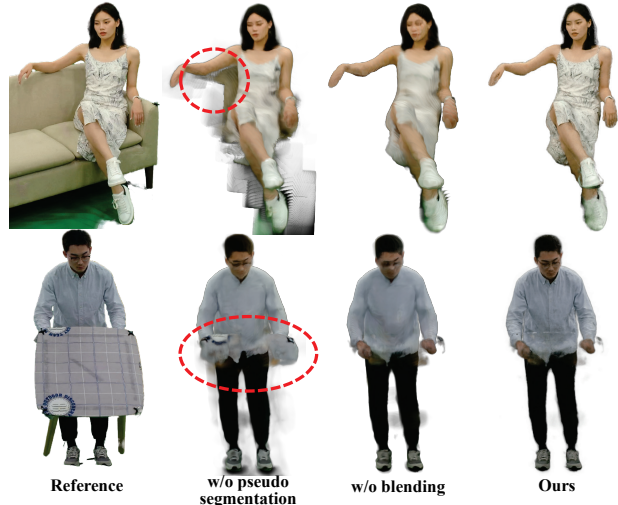 Reference
w/o pseudo
segmentation
w/o blending
Ours